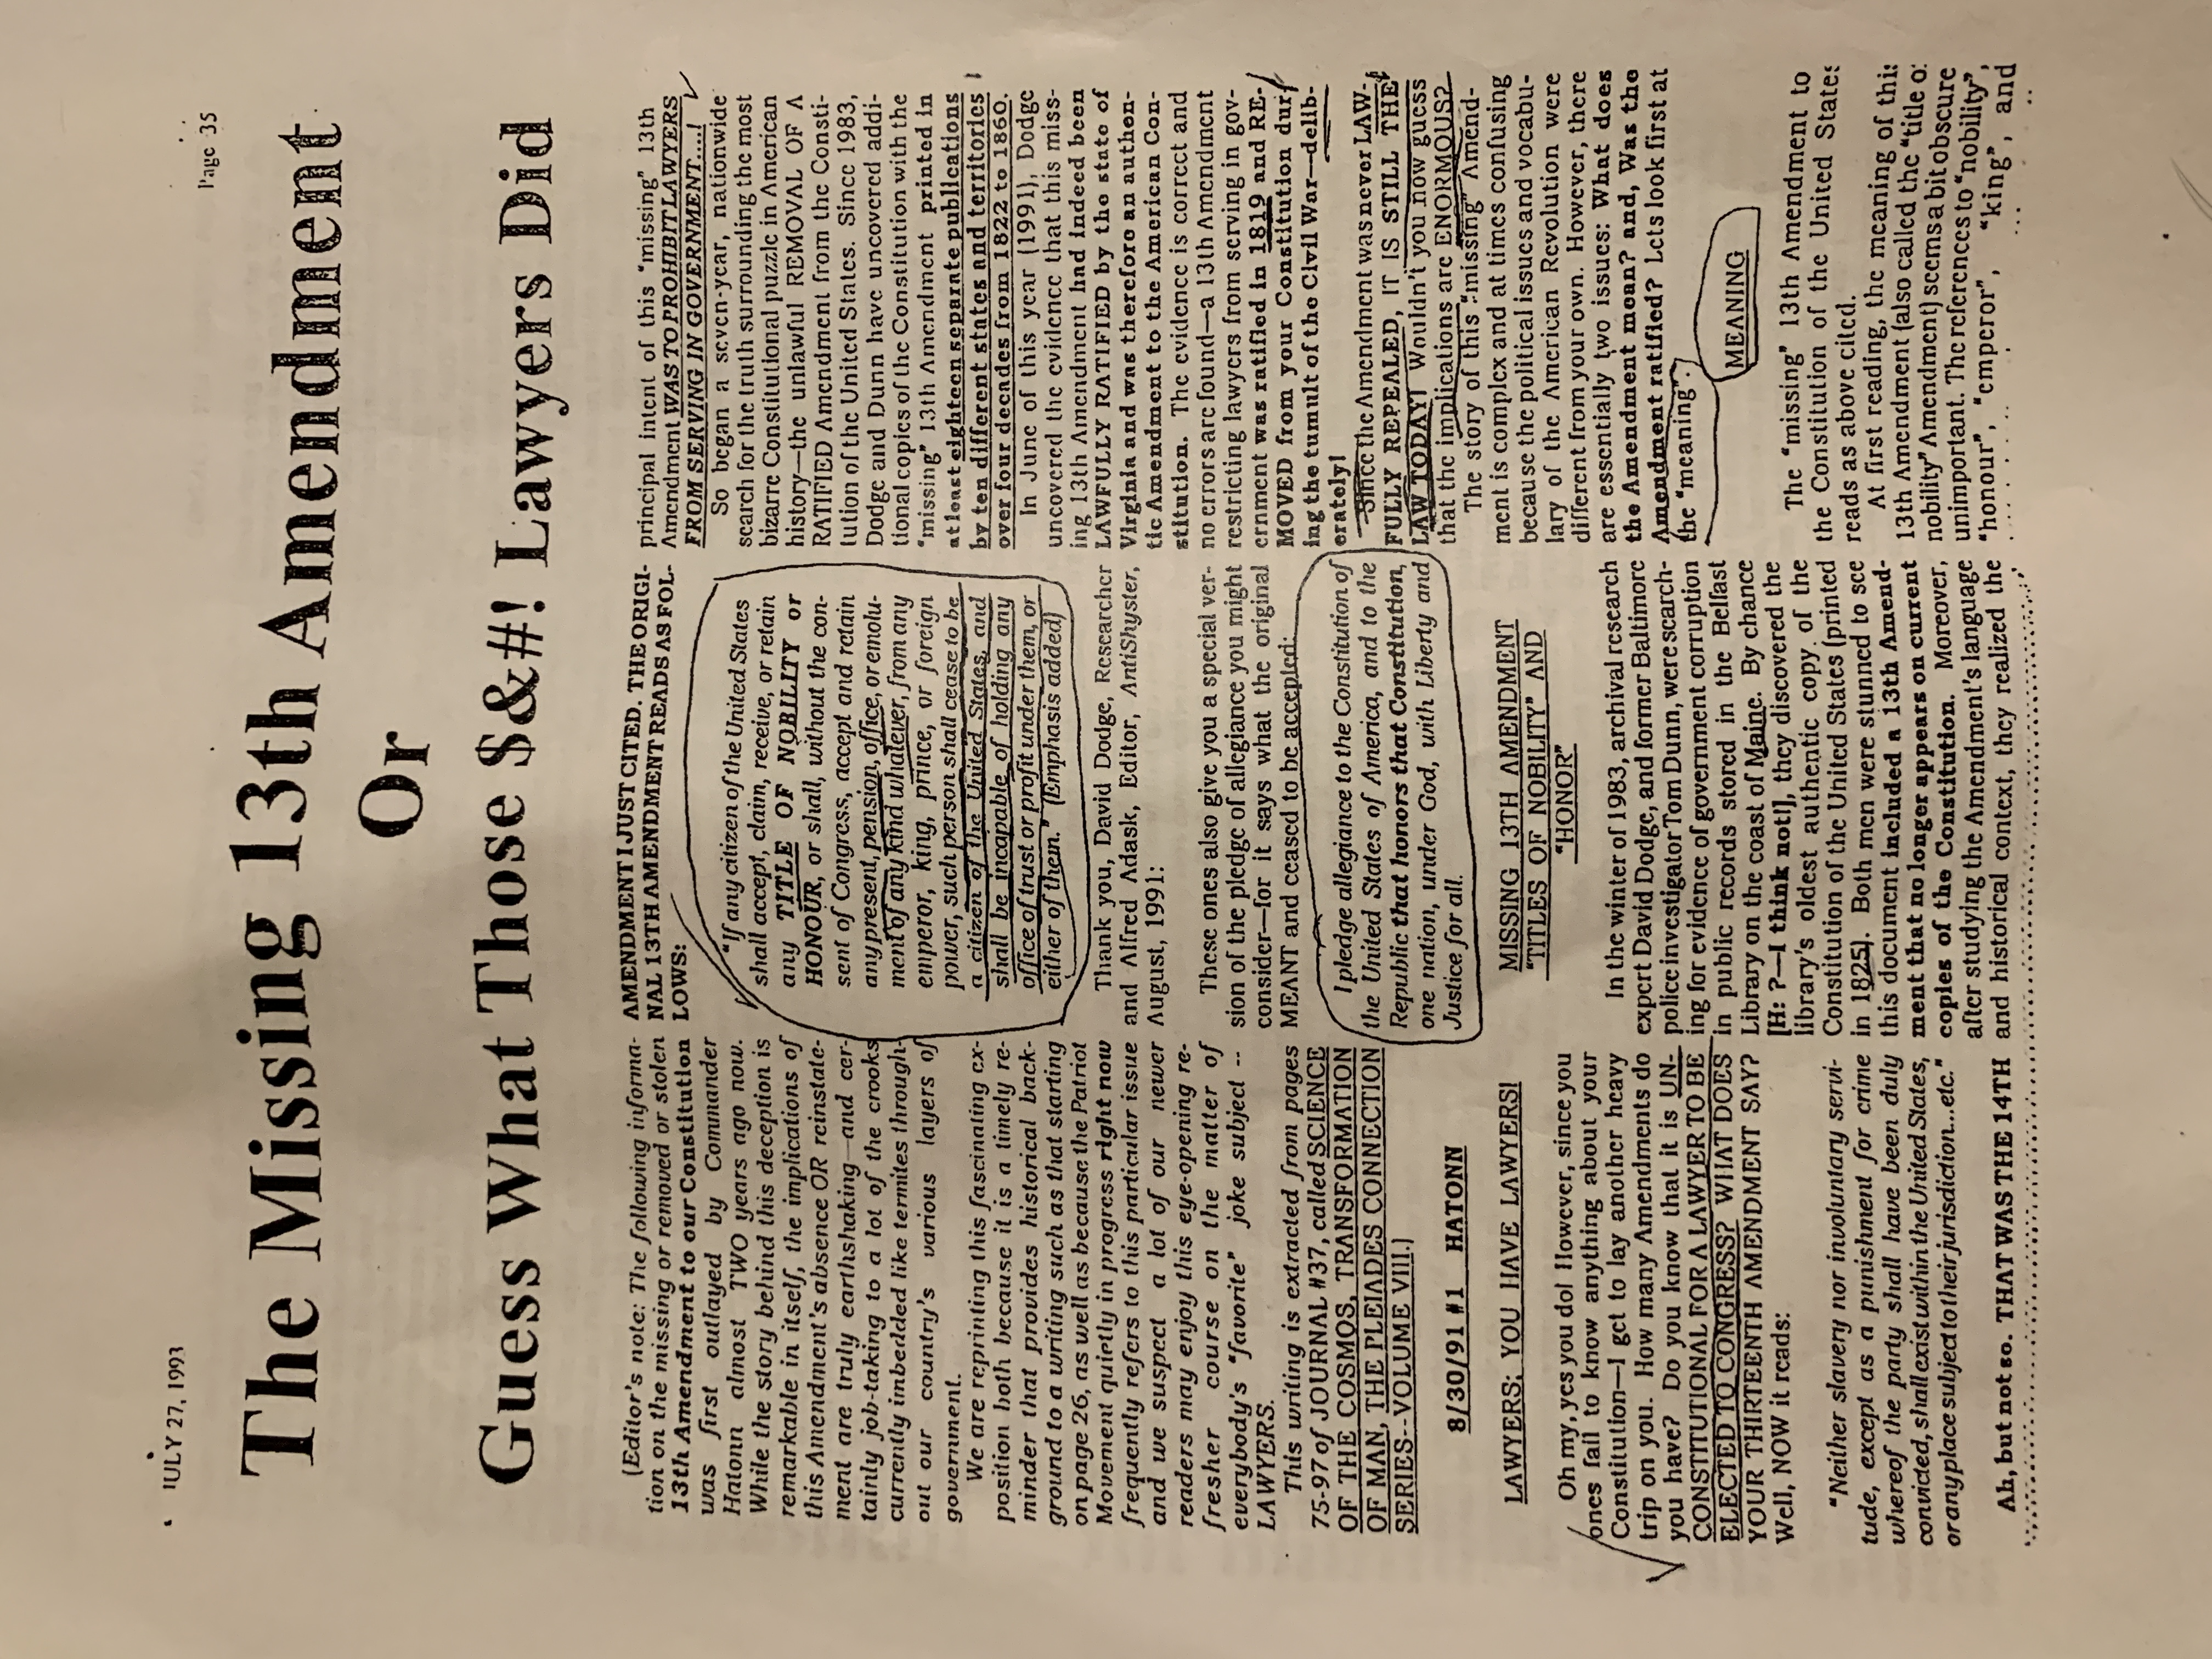 JULY 27, 1993
Page 35
The Missing 13th Amendment
Or
Guess What Those $&#! Lawyers Did
[Editor's note: The following informa-
tion on the missing or removed or stolen
13th Amendment to our Constitution
was first outlayed by Commander
Hatonn almost TWO years ago now.
While the story behind this deception is
remarkable in itself, the implications of
this Amendment's absence OR reinstate-
ment are truly earthshaking—and cer-
tainly job-taking to a lot of the crooks
currently imbedded like termites through-
out our country's various layers of
government.
We are reprinting this fascinating ex-
position both because it is a timely re-
minder that provides historical back-
ground to a writing such as that starting
on page 26, as well as because the Patriot
Movement quietly in progress right now
frequently refers to this particular issue
and we suspect a lot of our newer
readers may enjoy this eye-opening re-
fresher course on the matter of
everybody's "favorite" joke subject --
LAWYERS.
This writing is extracted from pages
75-97 of JOURNAL #37, called SCIENCE
OF THE COSMOS, TRANSFORMATION
OF MAN, THE PLEIADES CONNECTION
SERIES--VOLUME VIII.]
8/30/91 #1 HATONN
LAWYERS: YOU HAVE LAWYERS!
Oh my, yes you do! However, since you
ones fail to know anything about your
Constitution—I get to lay another heavy
trip on you. How many Amendments do
you have? Do you know that it is UN-
CONSTITUTIONAL FOR A LAWYER TO BE
ELECTED TO CONGRESS? WHAT DOES
YOUR THIRTEENTH AMENDMENT SAY?
Well, NOW it reads:
"Neither slavery nor involuntary servi-
tude, except as a punishment for crime
whereof the party shall have been duly
convicted, shall exist within the United States,
or any place subject to their jurisdiction...etc."
Ah, but not so. THAT WAS THE 14TH
AMENDMENT I JUST CITED. THE ORIGI-
NAL 13TH AMENDMENT READS AS FOL-
LOWS:
"If any citizen of the United States
shall accept, claim, receive, or retain
any TITLE OF NOBILITY or
HONOUR, or shall, without the con-
sent of Congress, accept and retain
any present, pension, office, or emolu-
ment of any kind whatever, from any
emperor, king, prince, or foreign
power, such person shall cease to be
a citizen of the United States, and
shall be incapable of holding any
office of trust or profit under them, or
either of them." (Emphasis added)
Thank you, David Dodge, Researcher
and Alfred Adask, Editor, AntiShyster,
August, 1991:
These ones also give you a special ver-
sion of the pledge of allegiance you might
consider—for it says what the original
MEANT and ceased to be accepted:
I pledge allegiance to the Constitution of
the United States of America, and to the
Republic that honors that Constitution,
one nation, under God, with Liberty and
Justice for all.
MISSING 13TH AMENDMENT
"TITLES OF NOBILITY" AND
"HONOR"
In the winter of 1983, archival research
expert David Dodge, and former Baltimore
police investigator Tom Dunn, were search-
ing for evidence of government corruption
in public records stored in the Belfast
Library on the coast of Maine. By chance
[H: ?—I think not], they discovered the
library's oldest authentic copy of the
Constitution of the United States (printed
in 1825). Both men were stunned to see
this document included a 13th Amend-
ment that no longer appears on current
copies of the Constitution. Moreover,
after studying the Amendment's language
and historical context, they realized the
principal intent of this "missing" 13th
Amendment WAS TO PROHIBIT LAWYERS
FROM SERVING IN GOVERNMENT....!
So began a seven-year, nationwide
search for the truth surrounding the most
bizarre Constitutional puzzle in American
history—the unlawful REMOVAL OF A
RATIFIED Amendment from the Consti-
tution of the United States. Since 1983,
Dodge and Dunn have uncovered addi-
tional copies of the Constitution with the
"missing" 13th Amendment printed in
at least eighteen separate publications
by ten different states and territories
over four decades from 1822 to 1860.
In June of this year [1991], Dodge
uncovered the evidence that this miss-
ing 13th Amendment had indeed been
LAWFULLY RATIFIED by the state of
Virginia and was therefore an authen-
tic Amendment to the American Con-
stitution. The evidence is correct and
no errors are found—a 13th Amendment
restricting lawyers from serving in gov-
ernment was ratified in 1819 and RE-
MOVED from your Constitution dur-
ing the tumult of the Civil War—delib-
erately!
Since the Amendment was never LAW-
FULLY REPEALED, IT IS STILL THE
LAW TODAY! Wouldn't you now guess
that the implications are ENORMOUS?
The story of this "missing" Amend-
ment is complex and at times confusing
because the political issues and vocabu-
lary of the American Revolution were
different from your own. However, there
are essentially two issues: What does
the Amendment mean? and, Was the
Amendment ratified? Lets look first at
the "meaning".
MEANING
The "missing" 13th Amendment to
the Constitution of the United States
reads as above cited.
At first reading, the meaning of this
13th Amendment (also called the "title of
nobility" Amendment) seems a bit obscure
unimportant. The references to "nobility",
"honour", "emperor", "king", and